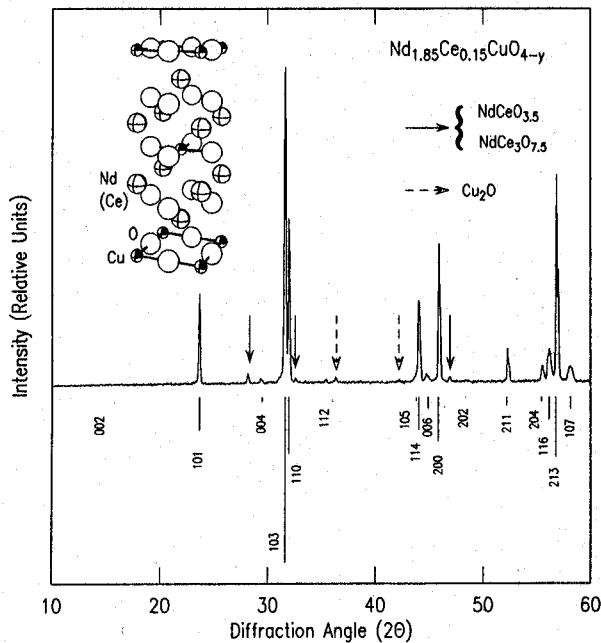 Nd1.85Ce0.15CuO4-y
NdCeO3.5
NdCe3O7.5
Cu2O
Nd
(Ce)
O
Cu
Intensity (Relative Units)
002
101
004
103
110
112
105
114
006
200
202
211
204
116
213
107
10 20 30 40 50 60
Diffraction Angle (2Θ)